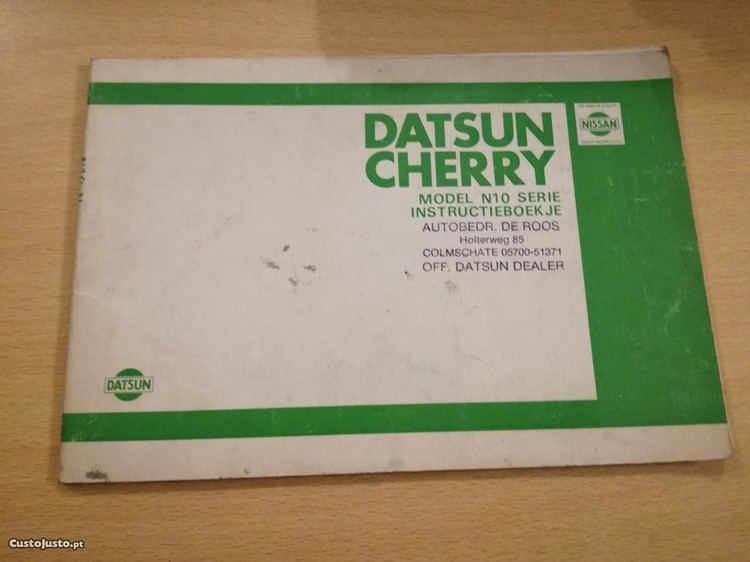 DATSUN
CHERRY
MODEL N10 SERIE
INSTRUCTIEBOEKJE
AUTOBEDR. DE ROOS
Holterweg 85
COLMSCHATE 05700-51371
OFF. DATSUN DEALER
NISSAN
DATSUN
CustoJusto.pt